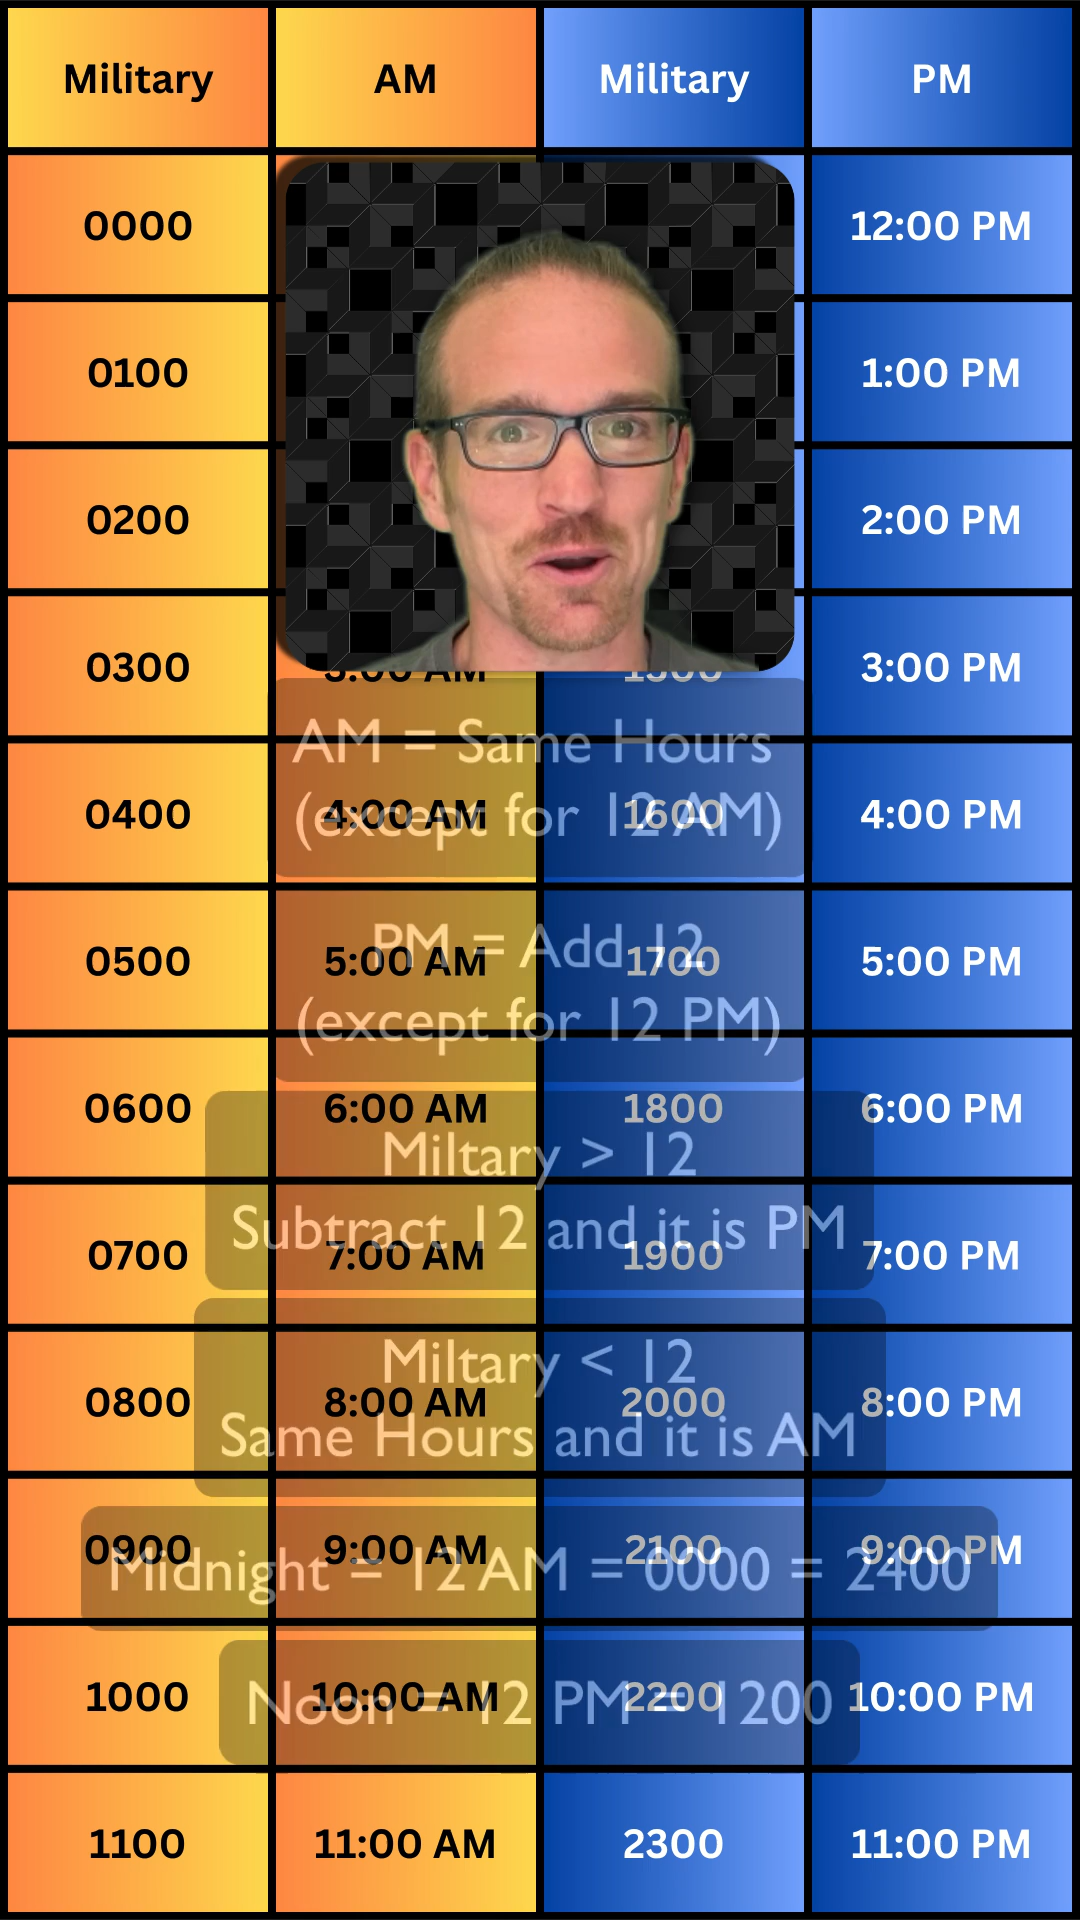 Military AM Military PM
0000 12:00 PM
0100 1:00 PM
0200 2:00 PM
0300 3:00 AM 1500 3:00 PM
AM = Same Hours
(except for 12 AM)
0400 4:00 AM 1600 4:00 PM
PM = Add 12
0500 5:00 AM 1700 5:00 PM
(except for 12 PM)
0600 6:00 AM 1800 6:00 PM
Miltary > 12
Subtract 12 and it is PM
0700 7:00 AM 1900 7:00 PM
Miltary < 12
0800 8:00 AM 2000 8:00 PM
Same Hours and it is AM
0900 9:00 AM 2100 9:00 PM
Midnight = 12 AM = 0000 = 2400
1000 10:00 AM 2200 10:00 PM
Noon = 12 PM = 1200
1100 11:00 AM 2300 11:00 PM